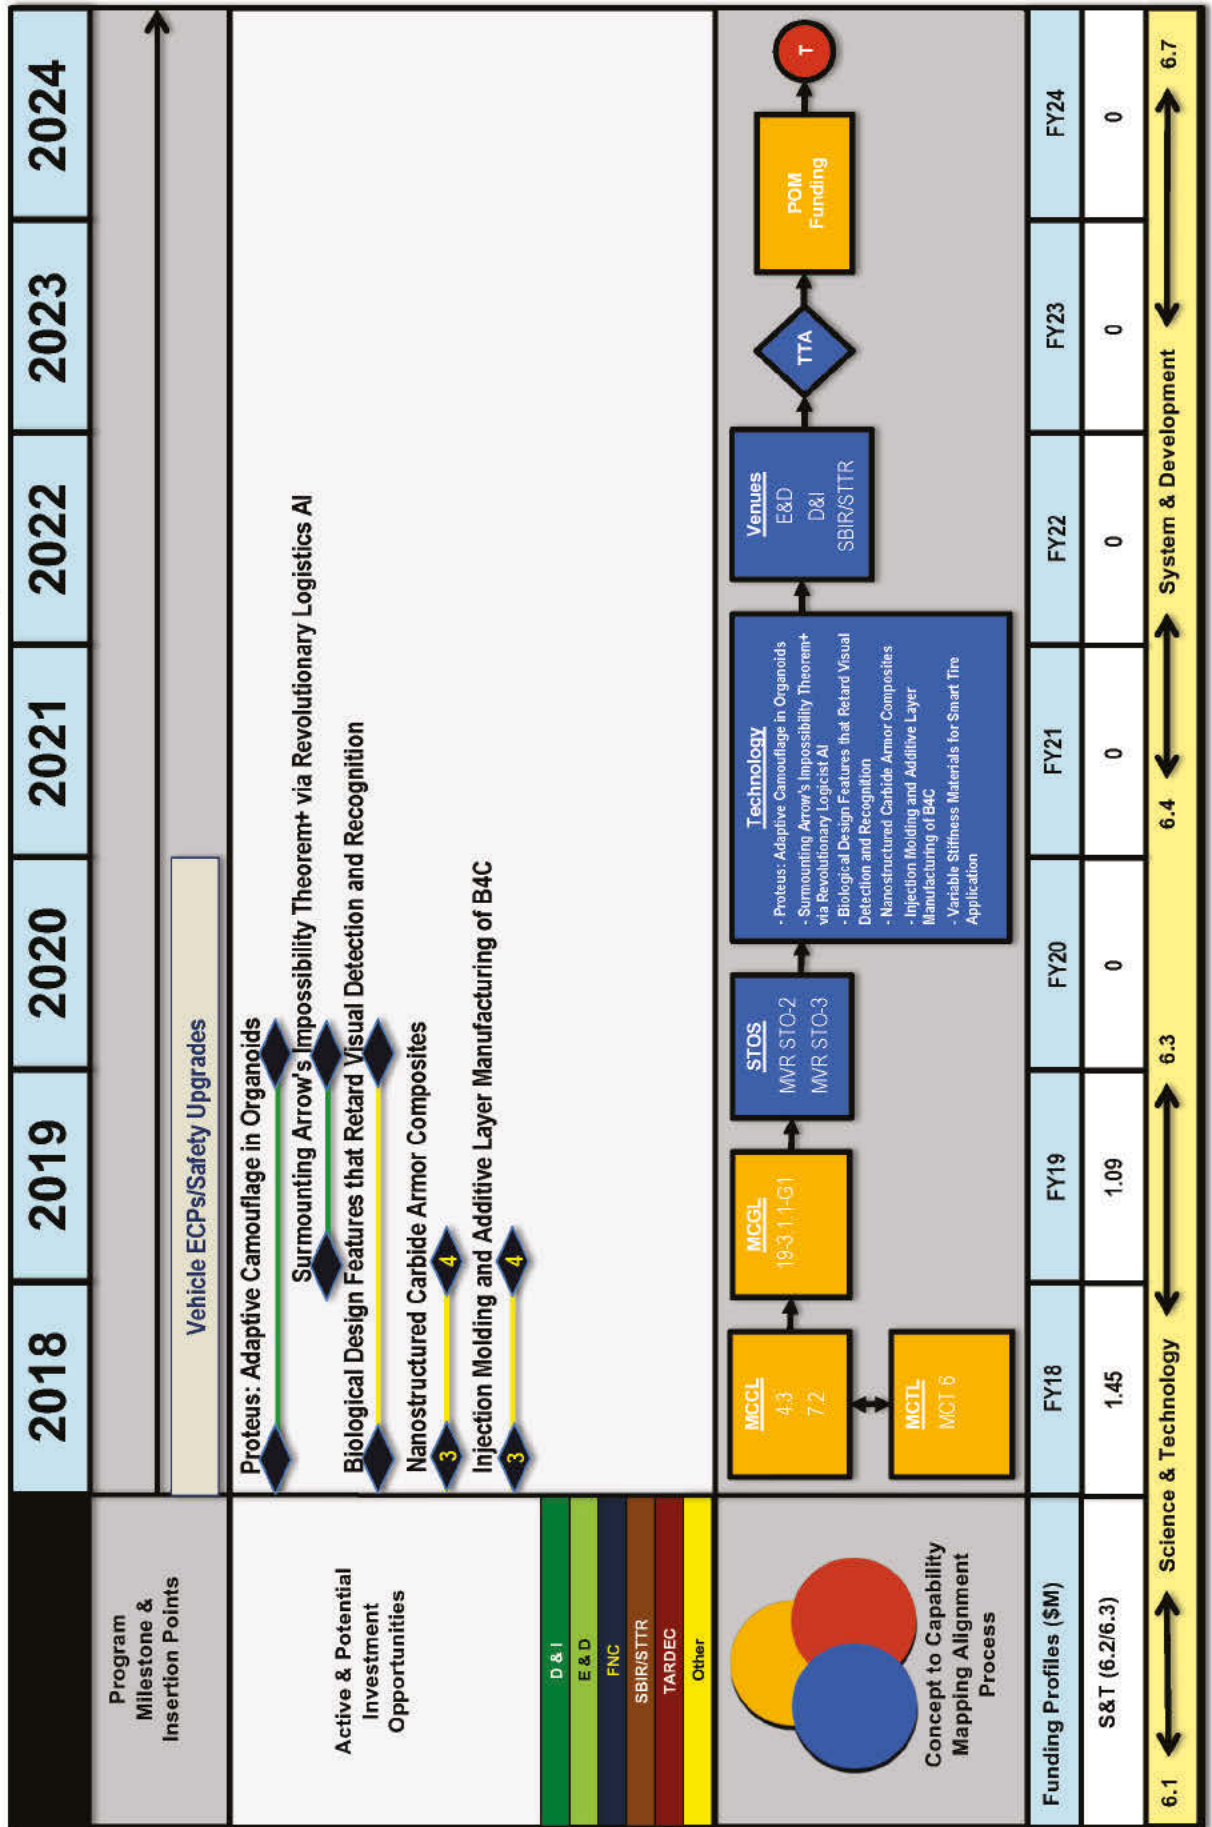 2018
2019
2020
2021
2022
2023
2024
Program
Milestone &
Insertion Points
Vehicle ECPs/Safety Upgrades
Active & Potential
Investment
Opportunities
Proteus: Adaptive Camouflage in Organoids
Surmounting Arrow's Impossibility Theorem+ via Revolutionary Logistics AI
Biological Design Features that Retard Visual Detection and Recognition
Nanostructured Carbide Armor Composites
3
4
Injection Molding and Additive Layer Manufacturing of B4C
3
4
D & I
E & D
FNC
SBIR/STTR
TARDEC
Other
Concept to Capability
Mapping Alignment
Process
MCCL
4.3
7.2
MCTL
MCT 6
MCGL
19-3.1.1-G1
STOS
MVR STO-2
MVR STO-3
Technology
- Proteus: Adaptive Camouflage in Organoids
- Surmounting Arrow's Impossibility Theorem+
via Revolutionary Logicist AI
- Biological Design Features that Retard Visual
Detection and Recognition
- Nanostructured Carbide Armor Composites
- Injection Molding and Additive Layer
Manufacturing of B4C
- Variable Stiffness Materials for Smart Tire
Application
Venues
E&D
D&I
SBIR/STTR
TTA
POM
Funding
T
Funding Profiles ($M)
FY18
FY19
FY20
FY21
FY22
FY23
FY24
S&T (6.2/6.3)
1.45
1.09
0
0
0
0
0
6.1
Science & Technology
6.3
6.4
System & Development
6.7